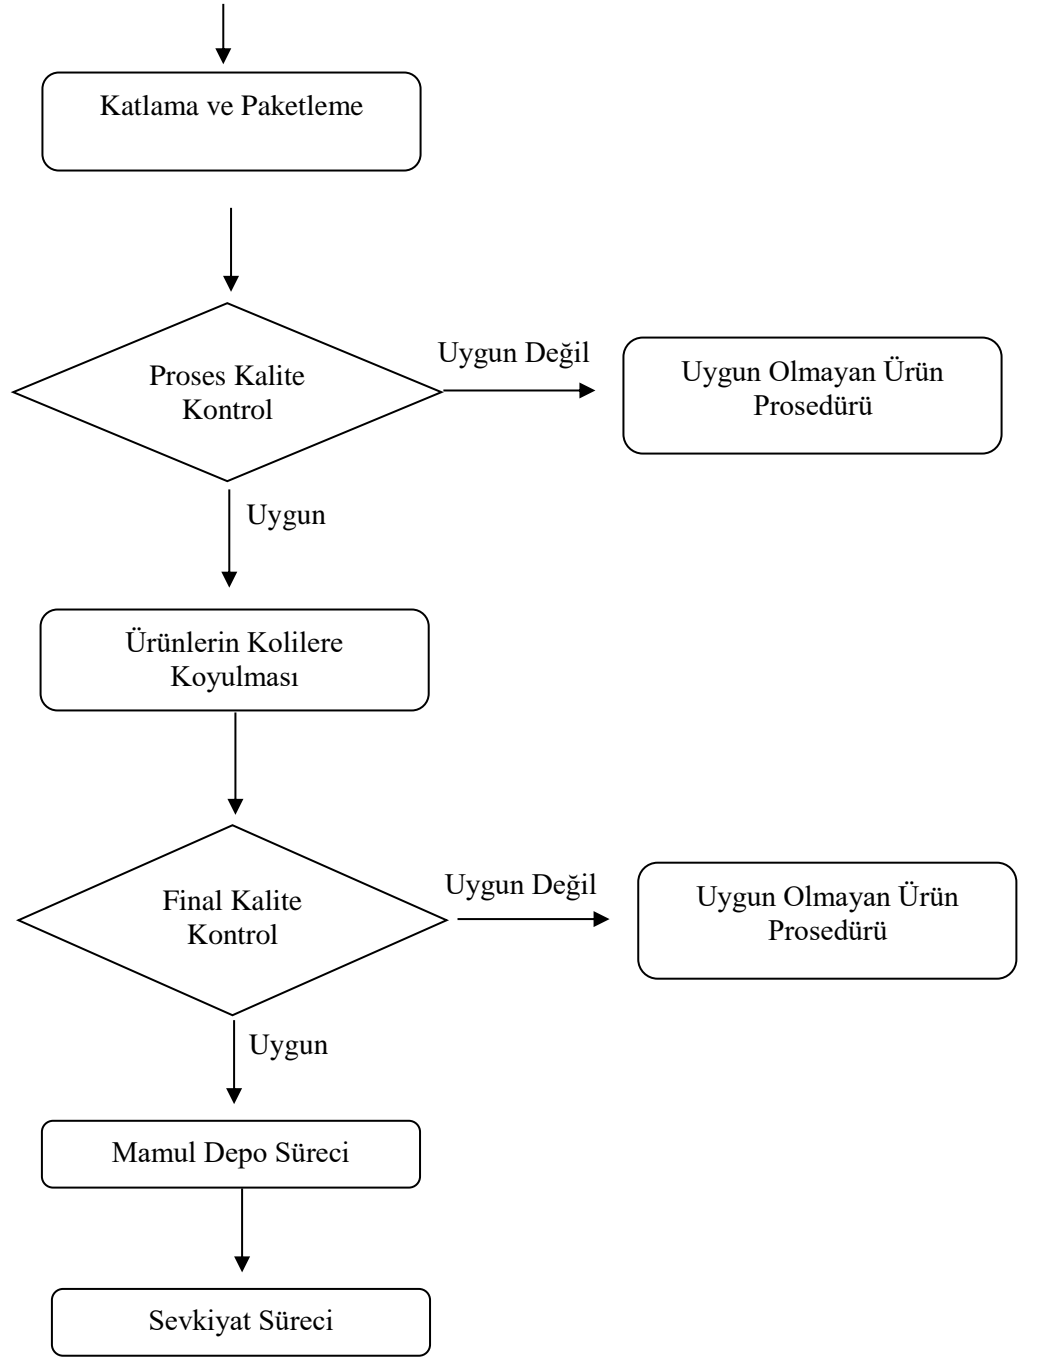 Katlama ve Paketleme
Proses Kalite
Kontrol
Uygun Değil
Uygun Olmayan Ürün
Prosedürü
Uygun
Ürünlerin Kolilere
Koyulması
Final Kalite
Kontrol
Uygun Değil
Uygun Olmayan Ürün
Prosedürü
Uygun
Mamul Depo Süreci
Sevkiyat Süreci